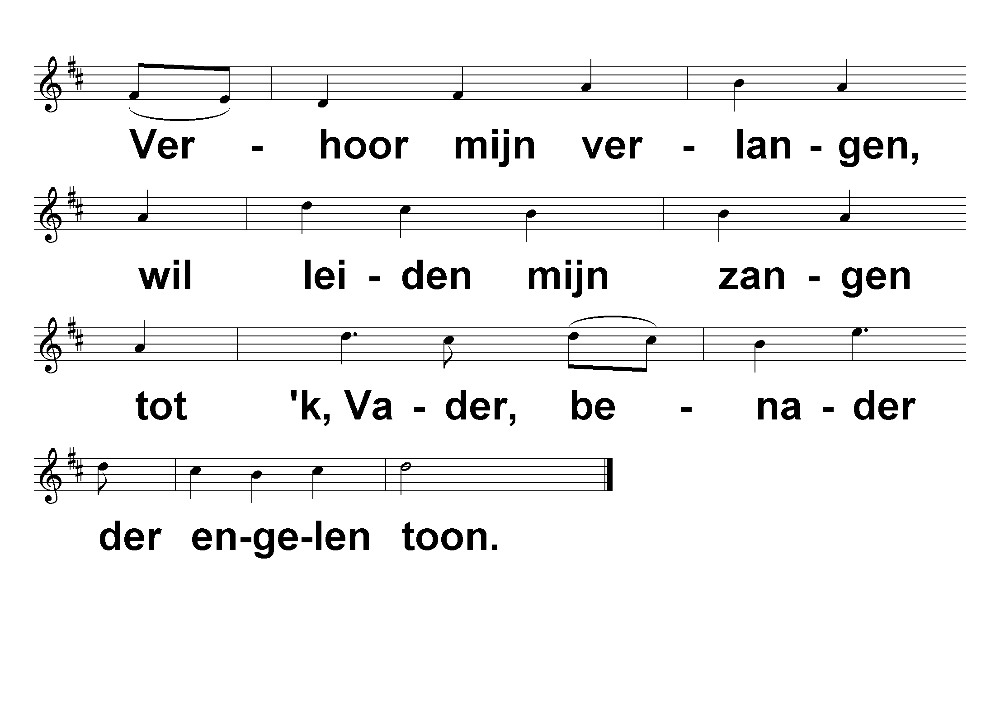 Ver - hoor mijn ver - lan - gen,
wil lei - den mijn zan - gen
tot 'k, Va - der, be - na - der
der en-ge-len toon.